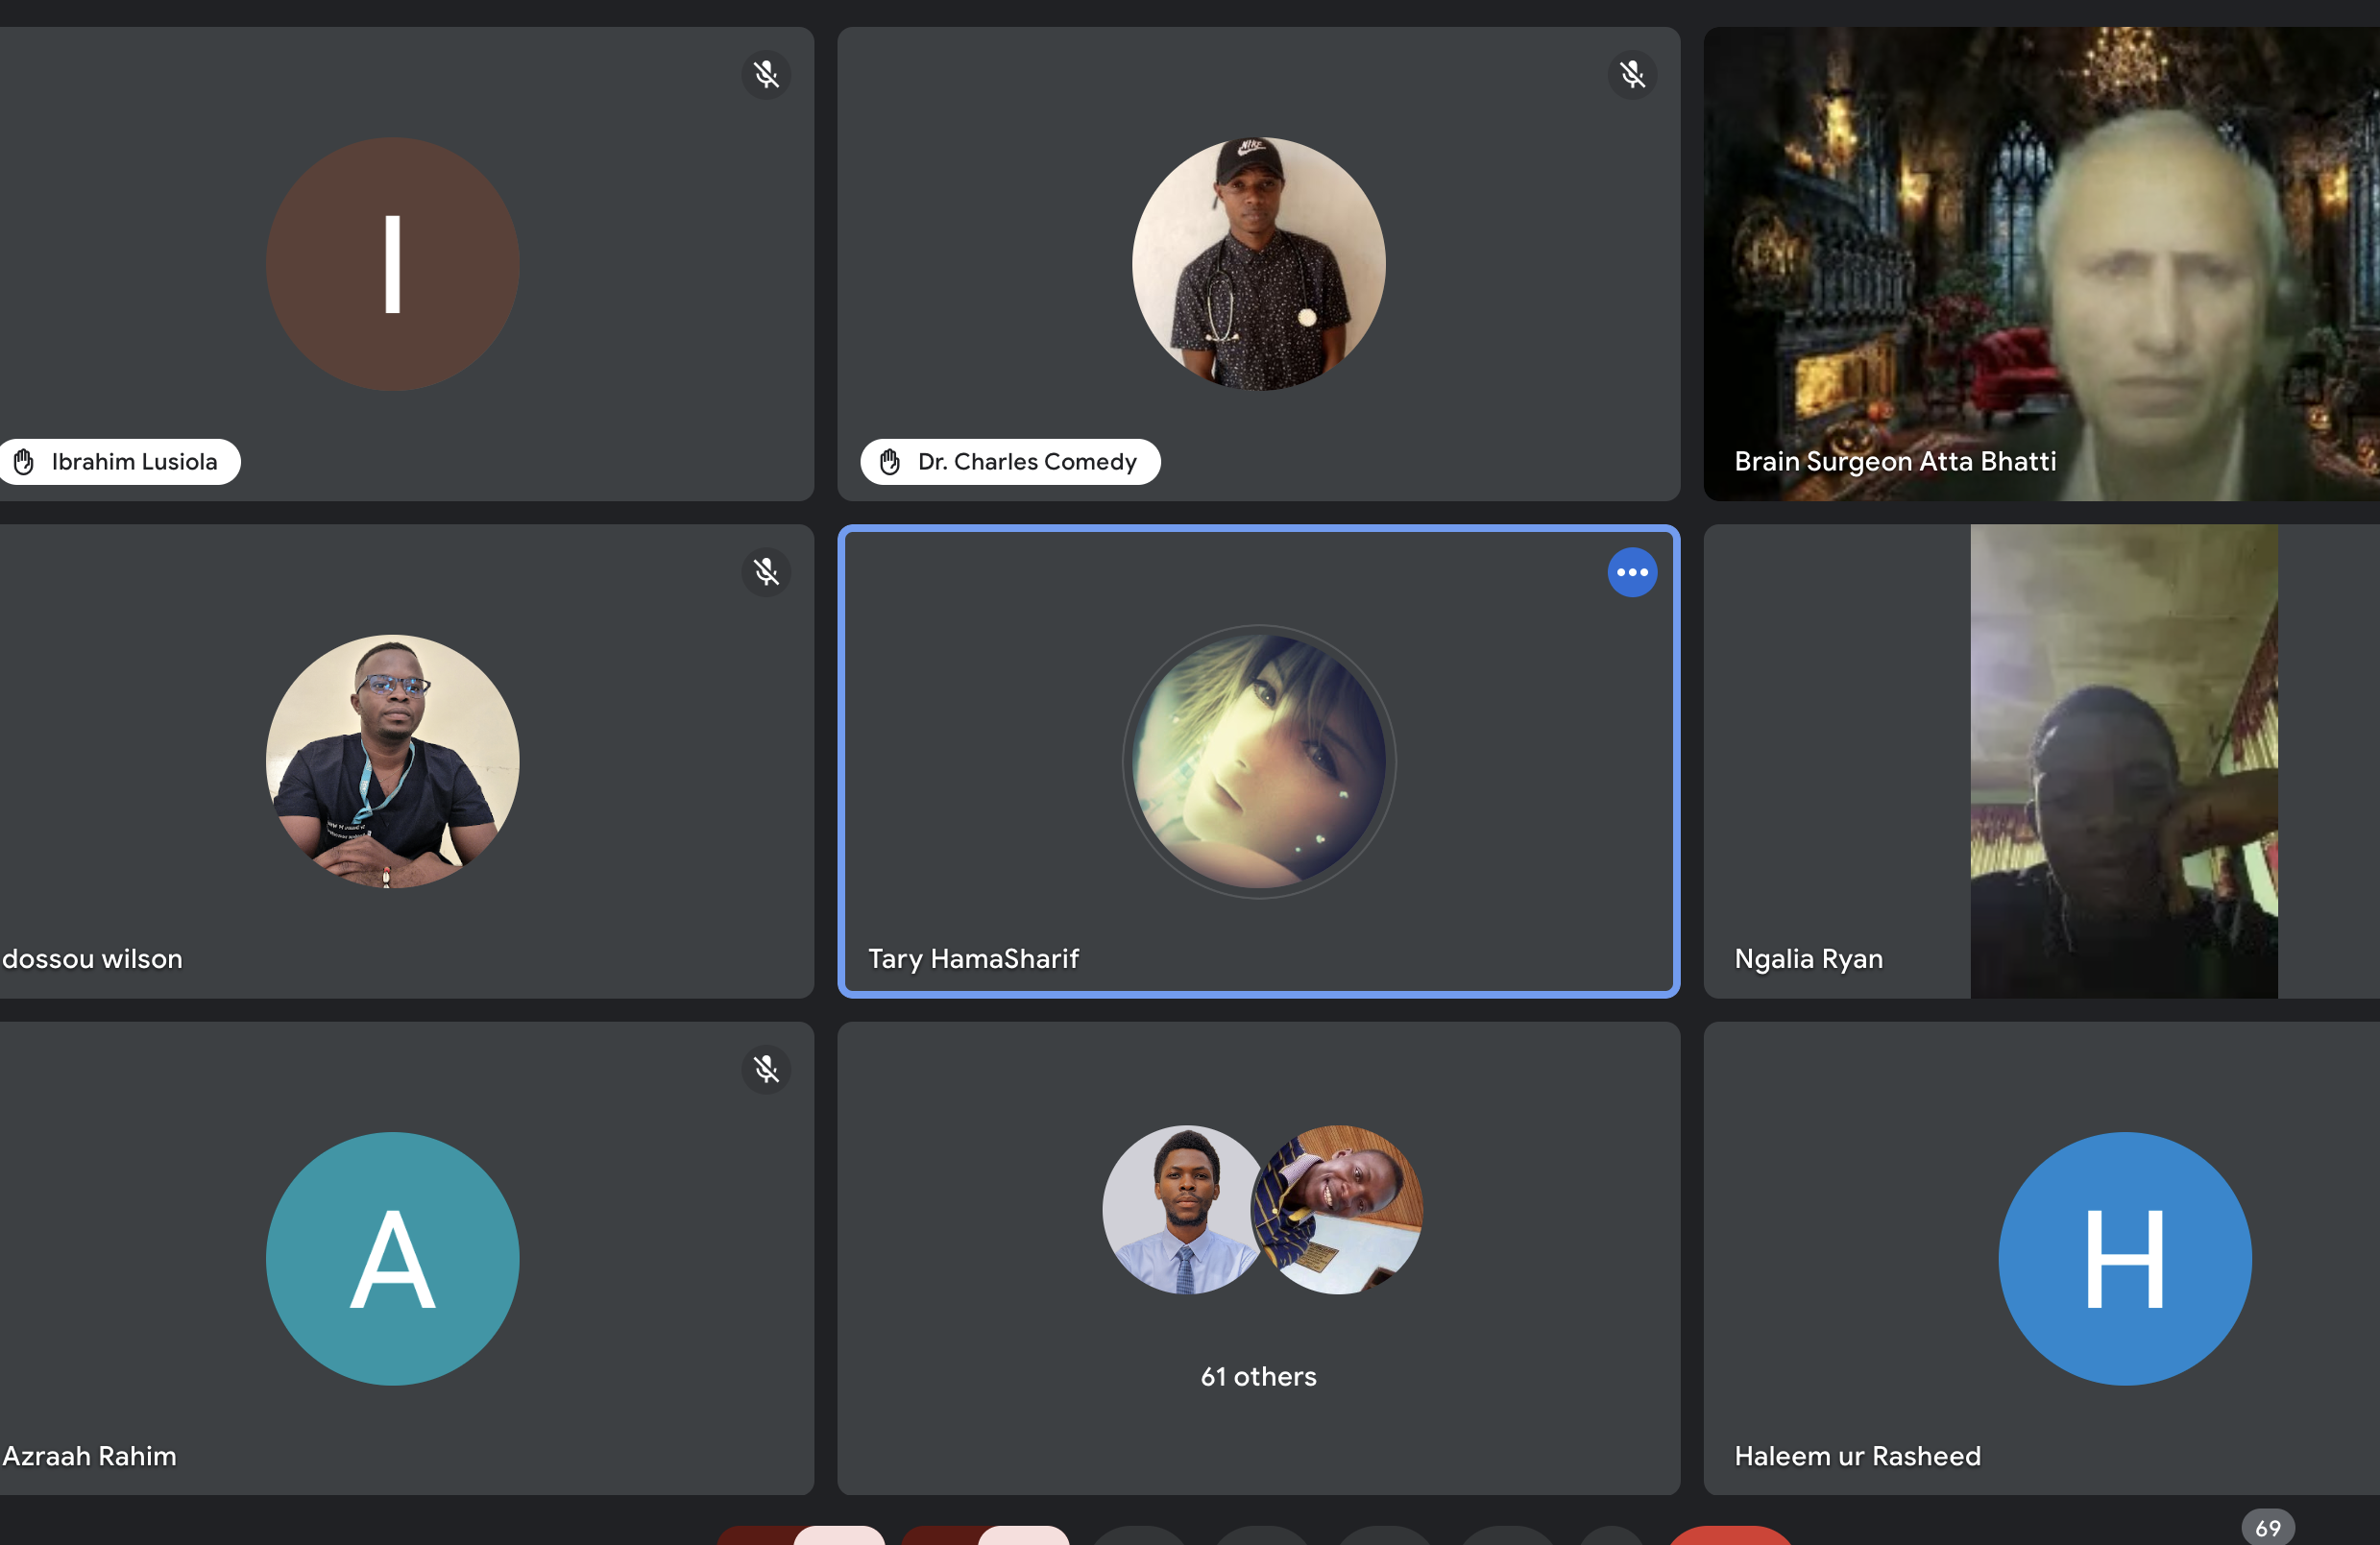 I
NIKE
Ibrahim Lusiola
Dr. Charles Comedy
Brain Surgeon Atta Bhatti
dossou wilson
Tary HamaSharif
Ngalia Ryan
A
61 others
H
Azraah Rahim
Haleem ur Rasheed
69